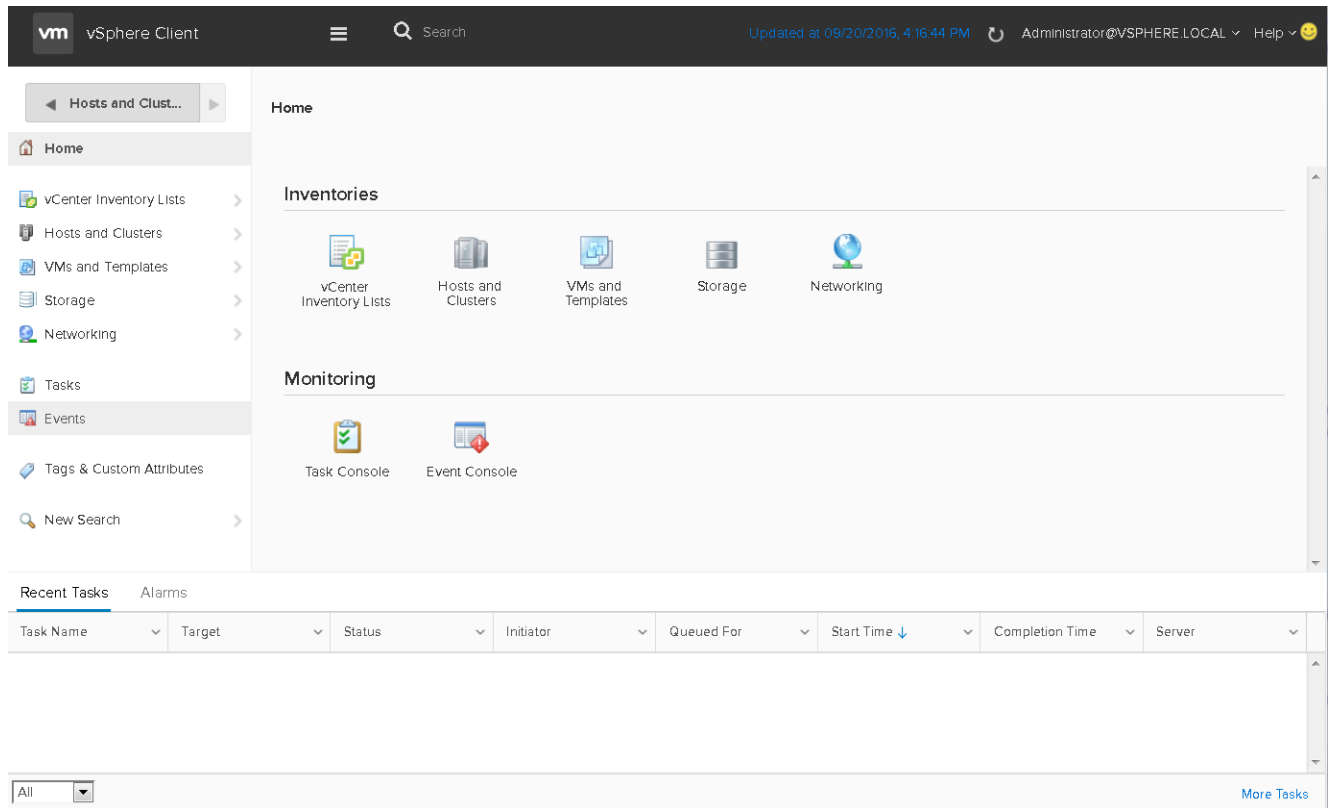 vm vSphere Client Search Updated at 09/20/2016, 4:16:44 PM Administrator@VSPHERE.LOCAL Help
Hosts and Clust...
Home
vCenter Inventory Lists
Hosts and Clusters
VMs and Templates
Storage
Networking
Tasks
Events
Tags & Custom Attributes
New Search
Home
Inventories
vCenter
Inventory Lists
Hosts and
Clusters
VMs and
Templates
Storage
Networking
Monitoring
Task Console
Event Console
Recent Tasks Alarms
Task Name Target Status Initiator Queued For Start Time Completion Time Server
All
More Tasks